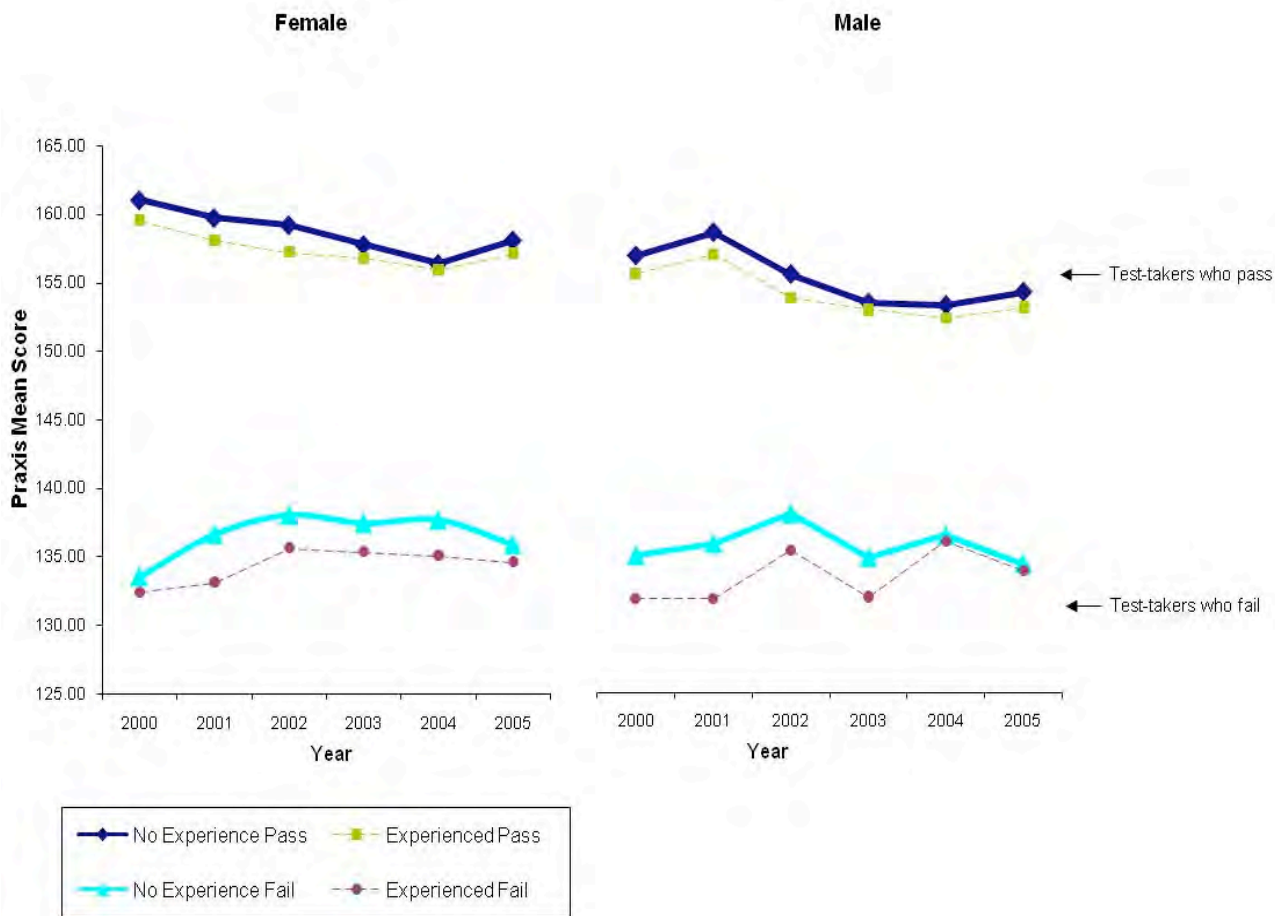 Female
Male
165.00
160.00
155.00
150.00
145.00
140.00
135.00
130.00
125.00
Praxis Mean Score
2000 2001 2002 2003 2004 2005
Year
2000 2001 2002 2003 2004 2005
Year
Test-takers who pass
Test-takers who fail
No Experience Pass
Experienced Pass
No Experience Fail
Experienced Fail